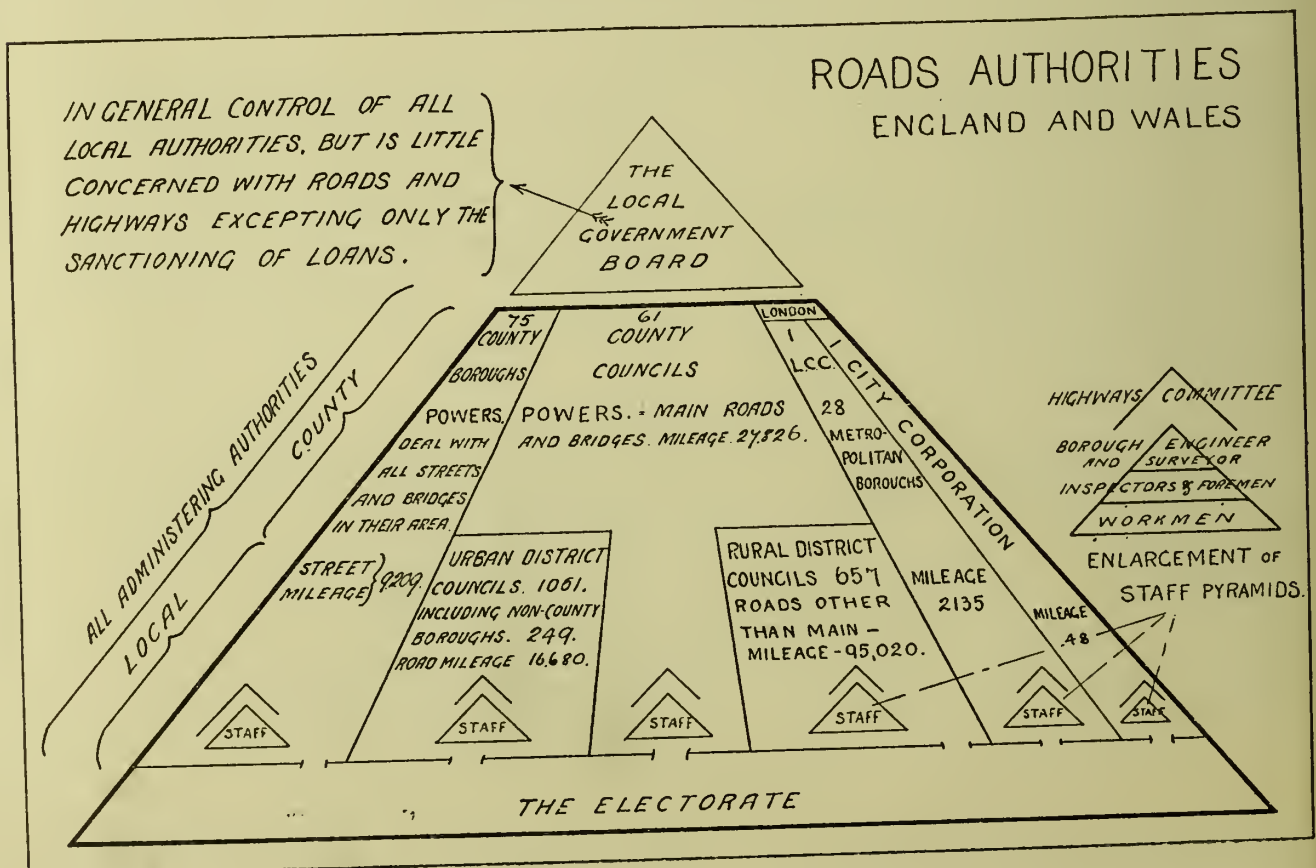 ROADS AUTHORITIES
ENGLAND AND WALES
IN GENERAL CONTROL OF ALL
LOCAL AUTHORITIES, BUT IS LITTLE
CONCERNED WITH ROADS AND
HIGHWAYS EXCEPTING ONLY THE
SANCTIONING OF LOANS.
THE
LOCAL
GOVERNMENT
BOARD
ALL ADMINISTERING AUTHORITIES
COUNTY
LOCAL
75
COUNTY
BOROUGHS
POWERS.
DEAL WITH
ALL STREETS
AND BRIDGES
IN THEIR AREA.
STREET
MILEAGE } 9209.
61
COUNTY
COUNCILS
POWERS. = MAIN ROADS
AND BRIDGES. MILEAGE. 27,826.
LONDON
1
L.C.C.
28
METRO-
POLITAN
BOROUGHS
MILEAGE
2135
1 CITY CORPORATION
MILEAGE
48
URBAN DISTRICT
COUNCILS. 1061.
INCLUDING NON-COUNTY
BOROUGHS. 249.
ROAD MILEAGE 16,680.
RURAL DISTRICT
COUNCILS 657
ROADS OTHER
THAN MAIN –
MILEAGE – 95,020.
STAFF
STAFF
STAFF
STAFF
STAFF
STAFF
THE ELECTORATE
HIGHWAYS COMMITTEE
BOROUGH ENGINEER
AND SURVEYOR
INSPECTORS & FOREMEN
WORKMEN
ENLARGEMENT OF
STAFF PYRAMIDS.